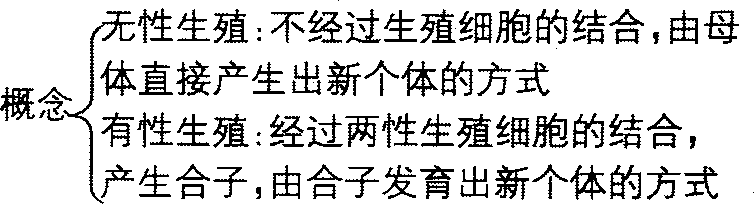 无性生殖:不经过生殖细胞的结合,由母
体直接产生出新个体的方式
概念
有性生殖:经过两性生殖细胞的结合,
产生合子,由合子发育出新个体的方式